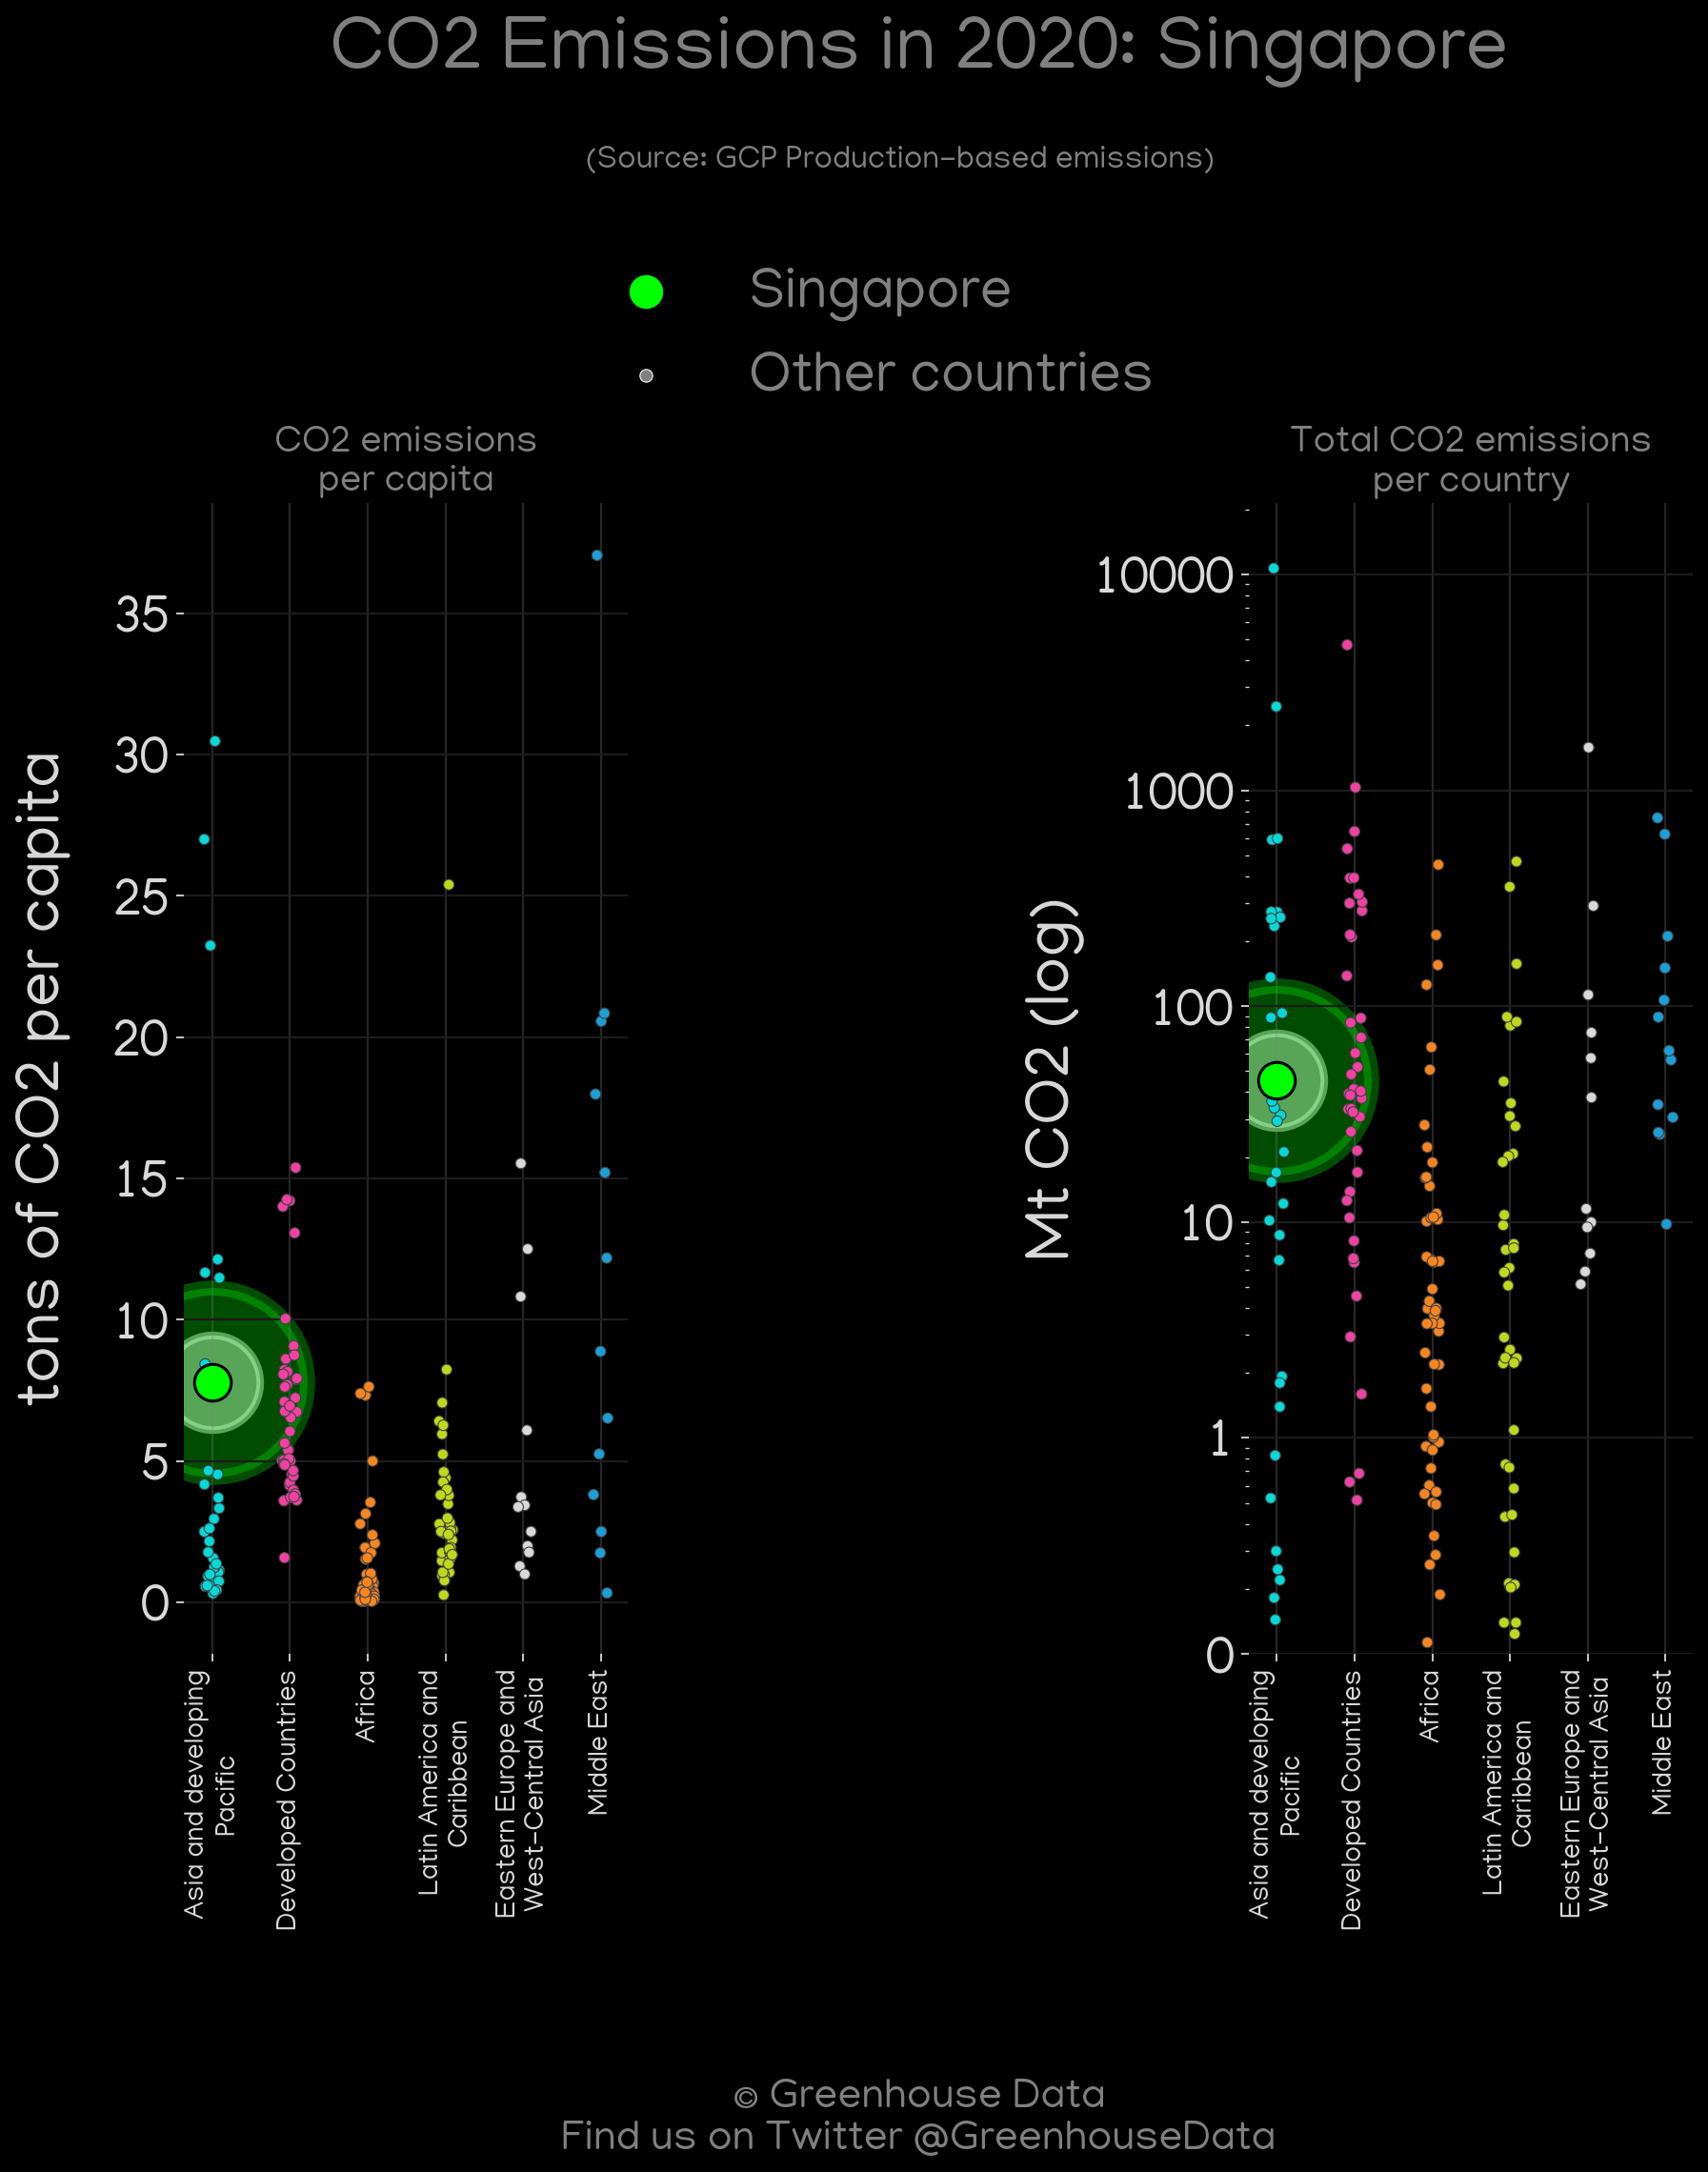 CO2 Emissions in 2020: Singapore
(Source: GCP Production-based emissions)
Singapore
Other countries
CO2 emissions
per capita
tons of CO2 per capita
35
30
25
20
15
10
5
0
Asia and developing
Pacific
Developed Countries
Africa
Latin America and
Caribbean
Eastern Europe and
West-Central Asia
Middle East
Total CO2 emissions
per country
Mt CO2 (log)
10000
1000
100
10
1
0
Asia and developing
Pacific
Developed Countries
Africa
Latin America and
Caribbean
Eastern Europe and
West-Central Asia
Middle East
© Greenhouse Data
Find us on Twitter @GreenhouseData